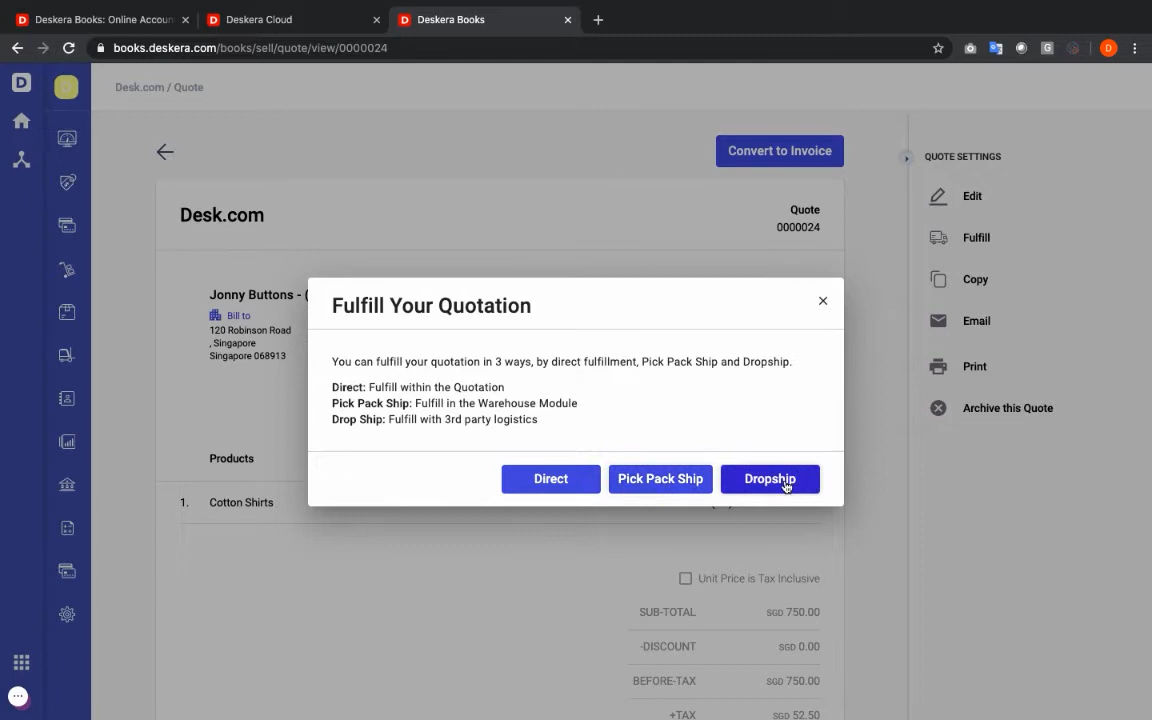 Deskera Books: Online Accoun
Deskera Cloud
Deskera Books
books.deskera.com/books/sell/quote/view/0000024
Desk.com / Quote
Convert to Invoice
QUOTE SETTINGS
Edit
Fulfill
Copy
Email
Print
Archive this Quote
Desk.com
Quote
0000024
Jonny Buttons - (
Bill to
120 Robinson Road
, Singapore
Singapore 068913
Fulfill Your Quotation
You can fulfill your quotation in 3 ways, by direct fulfillment, Pick Pack Ship and Dropship.
Direct: Fulfill within the Quotation
Pick Pack Ship: Fulfill in the Warehouse Module
Drop Ship: Fulfill with 3rd party logistics
Direct
Pick Pack Ship
Dropship
Products
1. Cotton Shirts
Unit Price is Tax Inclusive
SUB-TOTAL SGD 750.00
-DISCOUNT SGD 0.00
BEFORE-TAX SGD 750.00
+TAX SGD 52.50